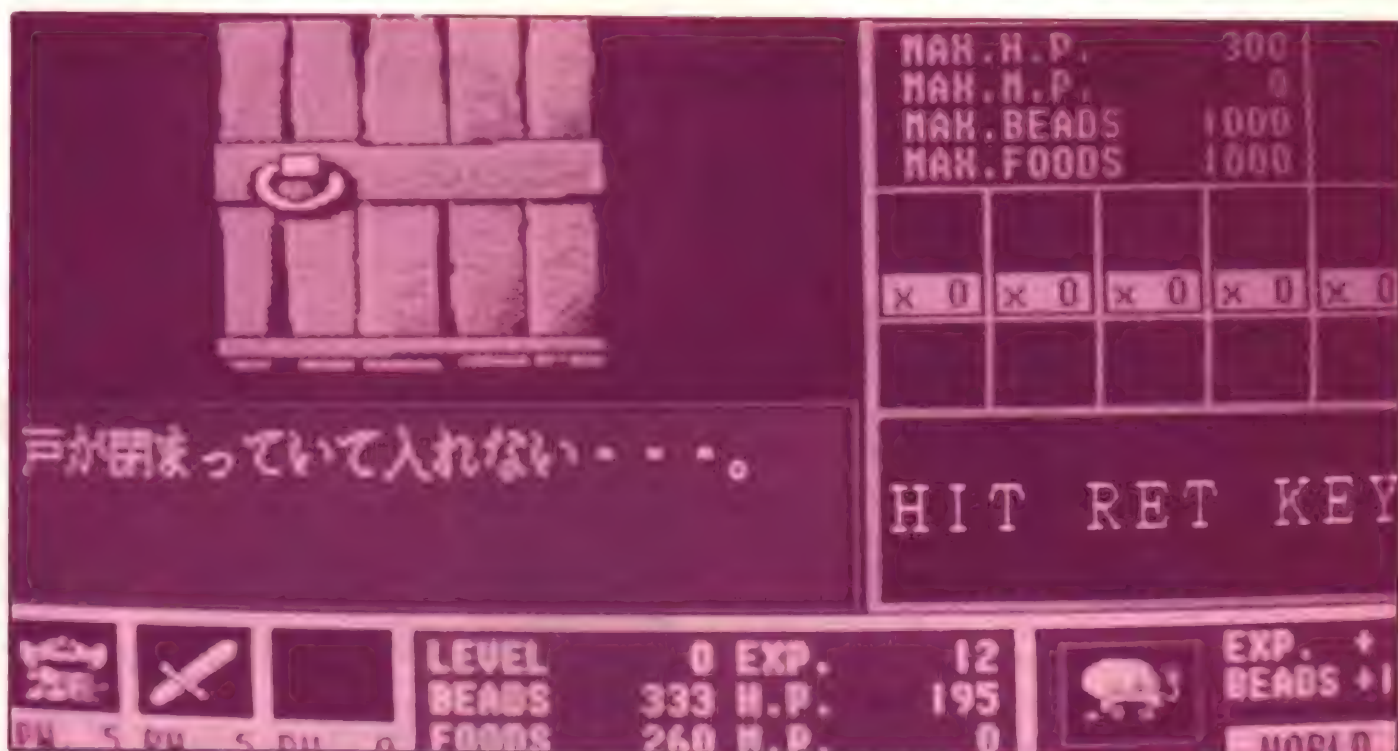 MAX.H.P. 300
MAX.M.P. 0
MAX.BEADS 1000
MAX.FOODS 1000
× 0 × 0 × 0 × 0 × 0
戸が閉まっていて入れない・・・。
HIT RET KEY
LEVEL 0 EXP. 12
BEADS 333 H.P. 195
FOODS 260 M.P. 0
EXP. +
BEADS +1
WORLD